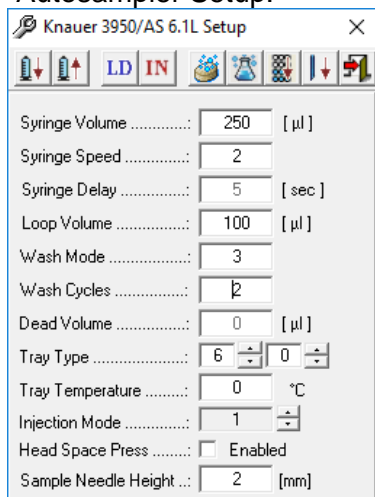 Autosampler Setup:
Knauer 3950/AS 6.1L Setup
LD IN
Syringe Volume ..............: 250 [ µl ]
Syringe Speed ...............: 2
Syringe Delay ................: 5 [ sec ]
Loop Volume .................: 100 [ µl ]
Wash Mode ..................: 3
Wash Cycles .................: 2
Dead Volume ................: 0 [ µl ]
Tray Type .....................: 6 0
Tray Temperature .........: 0 °C
Injection Mode ..............: 1
Head Space Press ........: Enabled
Sample Needle Height ..: 2 [mm]